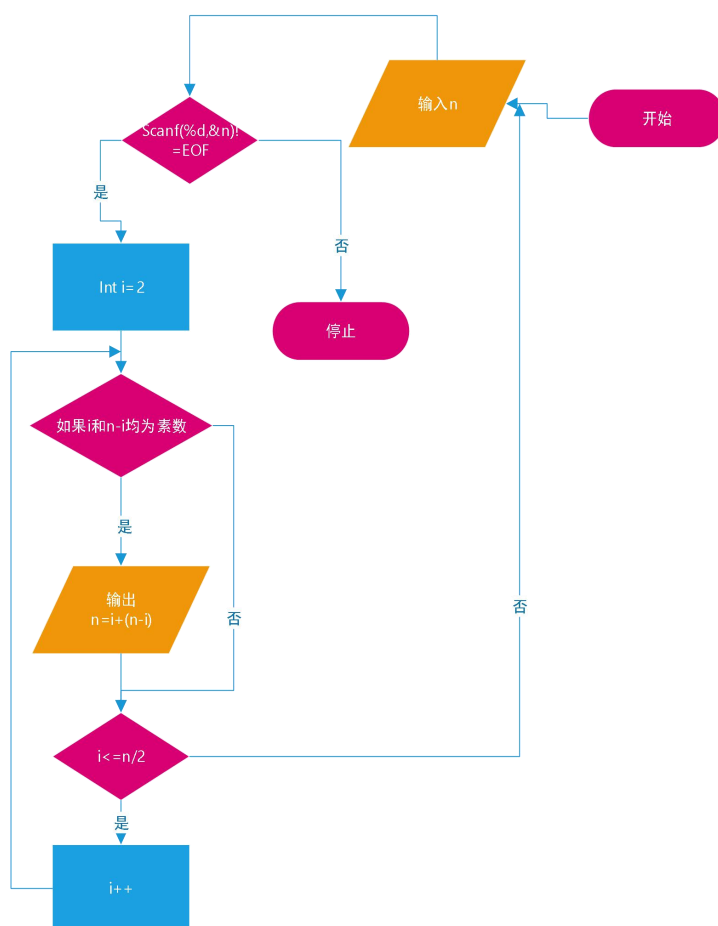 开始
输入n
Scanf(%d,&n)!
=EOF
是
否
Int i=2
停止
如果i和n-i均为素数
是
输出
n=i+(n-i)
否
否
i<=n/2
是
i++